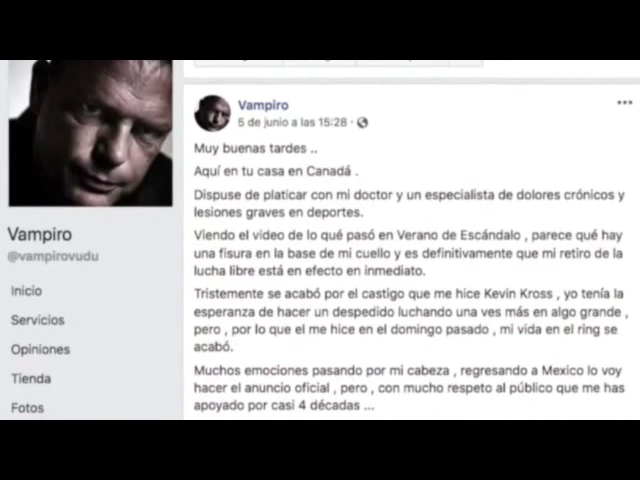 Vampiro
5 de junio a las 15:28 ·
Muy buenas tardes ..
Aquí en tu casa en Canadá .
Dispuse de platicar con mi doctor y un especialista de dolores crónicos y
lesiones graves en deportes.
Viendo el video de lo qué pasó en Verano de Escándalo , parece qué hay
una fisura en la base de mi cuello y es definitivamente que mi retiro de la
lucha libre está en efecto en inmediato.
Tristemente se acabó por el castigo que me hice Kevin Kross , yo tenía la
esperanza de hacer un despedido luchando una ves más en algo grande ,
pero , por lo que el me hice en el domingo pasado , mi vida en el ring se
acabó.
Muchos emociones pasando por mi cabeza , regresando a Mexico lo voy
hacer el anuncio oficial , pero , con mucho respeto al público que me has
apoyado por casi 4 décadas ...
Vampiro
@vampirovudu
Inicio
Servicios
Opiniones
Tienda
Fotos